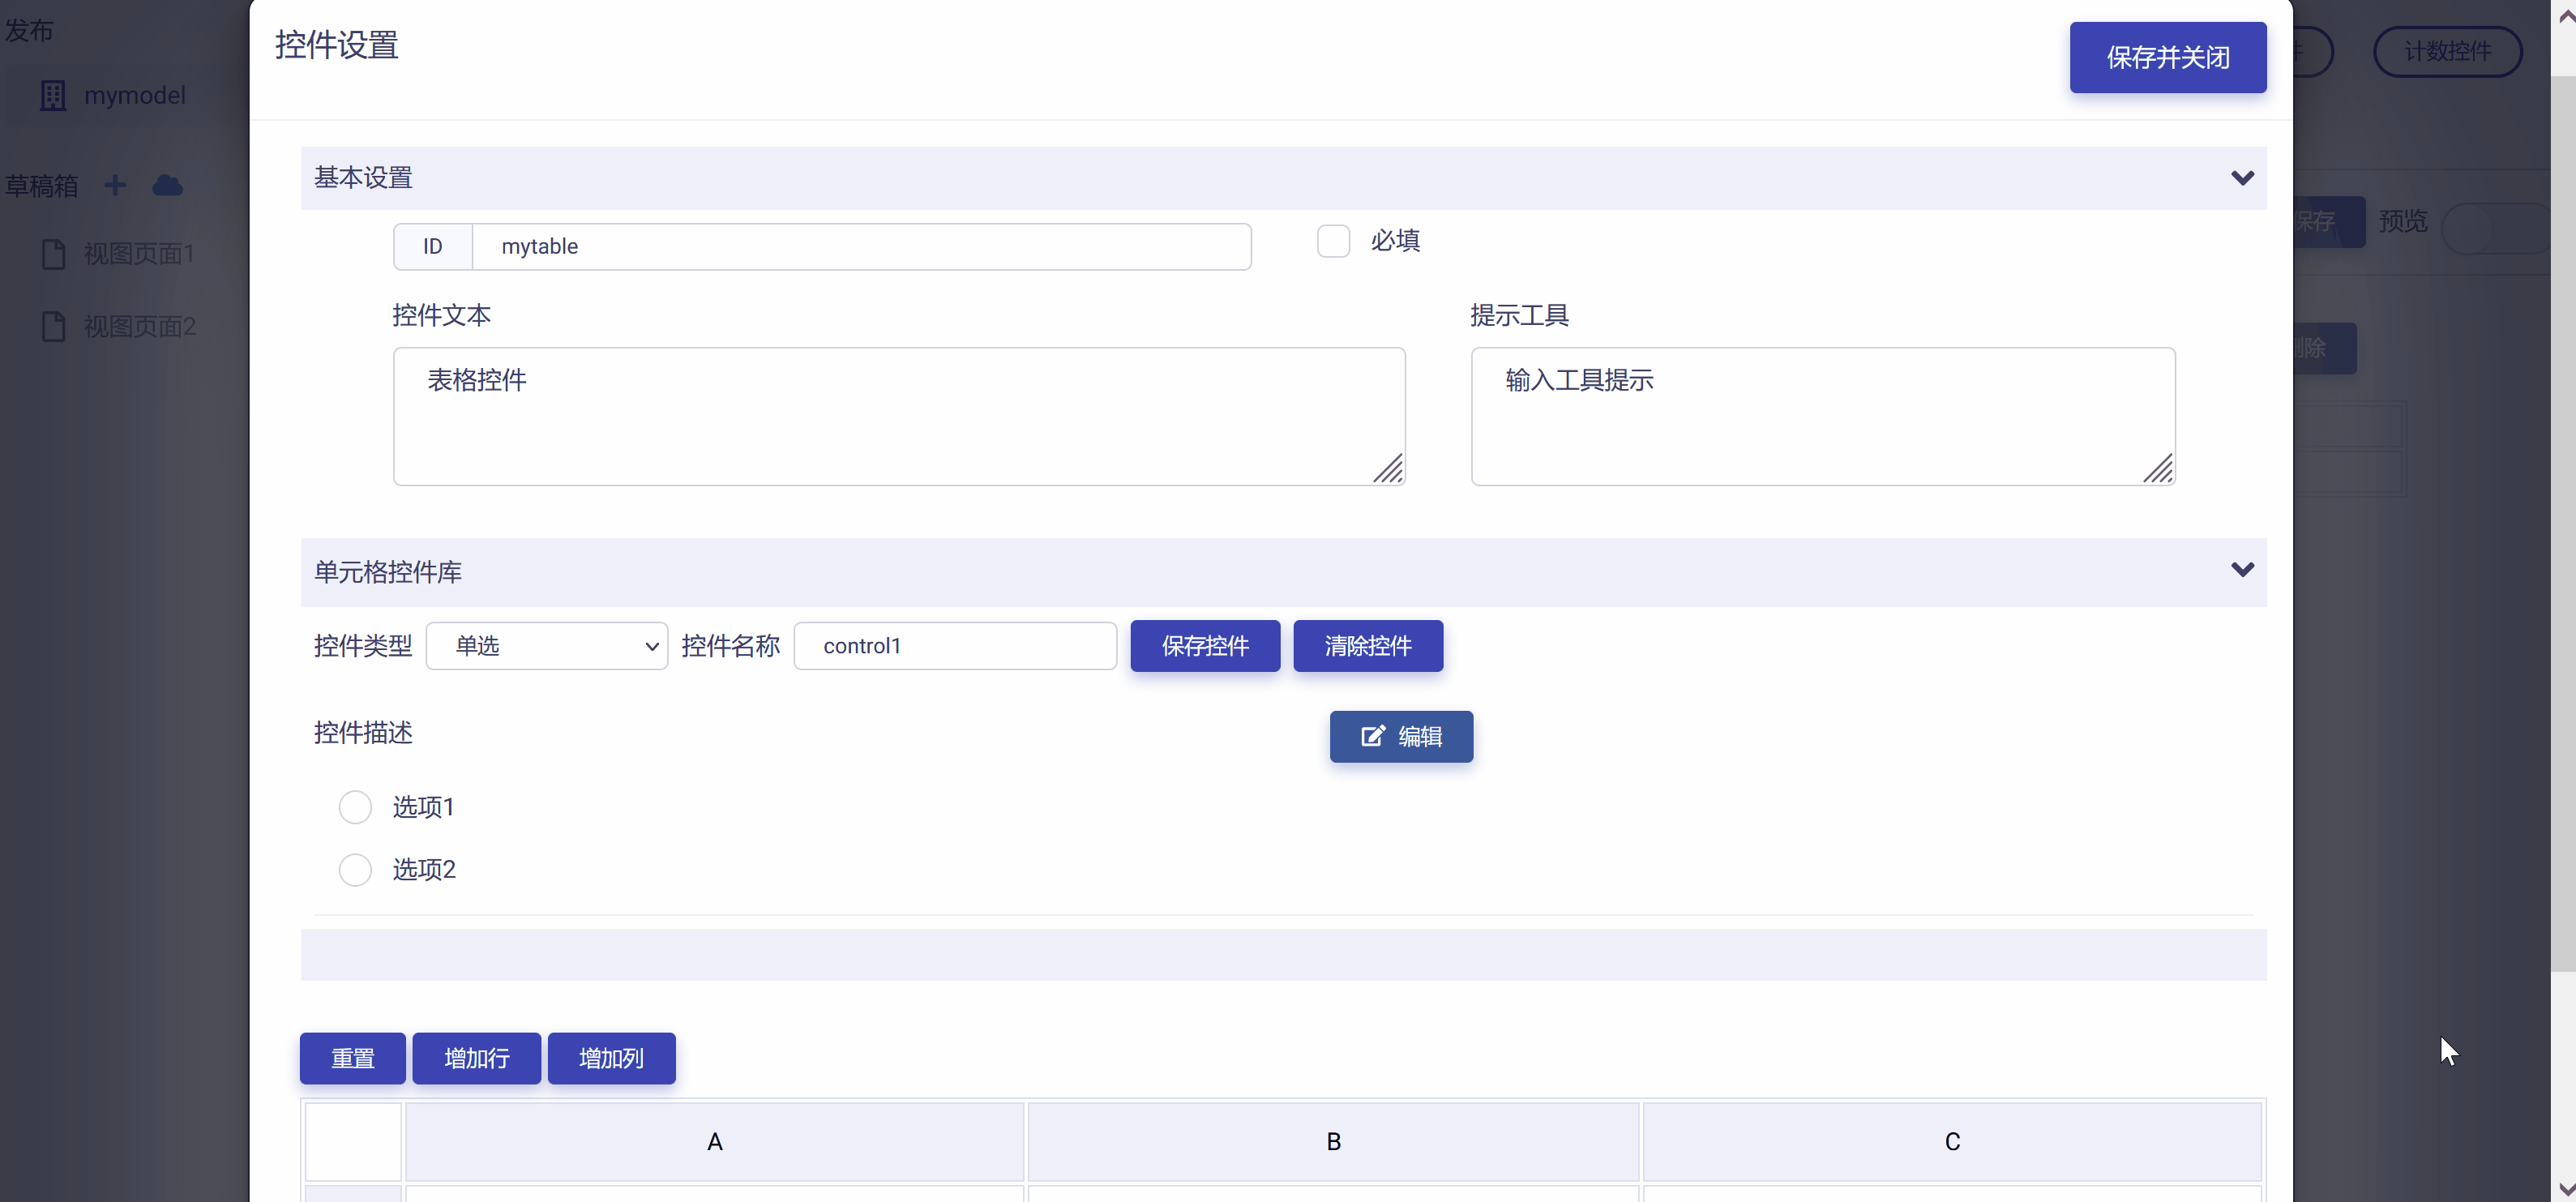 发布
mymodel
草稿箱
视图页面1
视图页面2
控件设置
保存并关闭
件
计数控件
保存
预览
删除
基本设置
ID
mytable
必填
控件文本
提示工具
表格控件
输入工具提示
单元格控件库
控件类型
单选
控件名称
control1
保存控件
清除控件
控件描述
编辑
选项1
选项2
重置
增加行
增加列
A
B
C